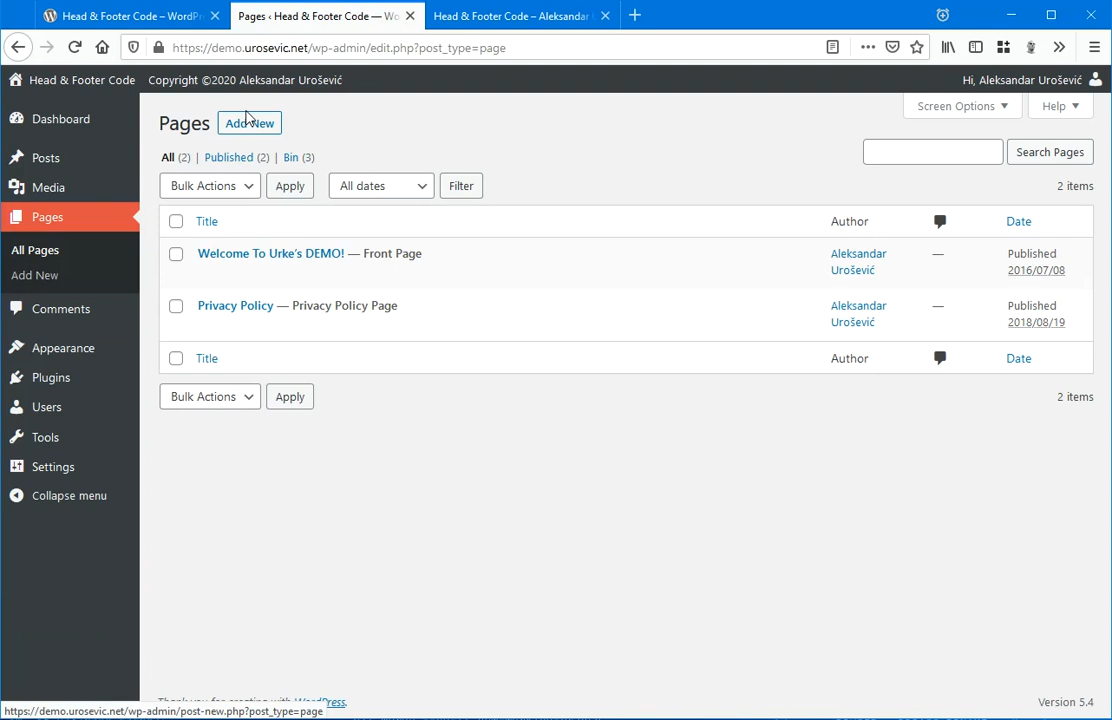 Head & Footer Code – WordPr
Pages ‹ Head & Footer Code — Wo
Head & Footer Code – Aleksandar
https://demo.urosevic.net/wp-admin/edit.php?post_type=page
Head & Footer Code
Copyright ©2020 Aleksandar Urošević
Hi, Aleksandar Urošević
Dashboard
Posts
Media
Pages
All Pages
Add New
Comments
Appearance
Plugins
Users
Tools
Settings
Collapse menu
Screen Options
Help
Pages
Add New
All (2) | Published (2) | Bin (3)
Search Pages
Bulk Actions
Apply
All dates
Filter
2 items
Title
Author
Date
Welcome To Urke's DEMO! — Front Page
Aleksandar
Urošević
—
Published
2016/07/08
Privacy Policy — Privacy Policy Page
Aleksandar
Urošević
—
Published
2018/08/19
Title
Author
Date
Bulk Actions
Apply
2 items
Thank you for creating with WordPress.
Version 5.4
https://demo.urosevic.net/wp-admin/post-new.php?post_type=page